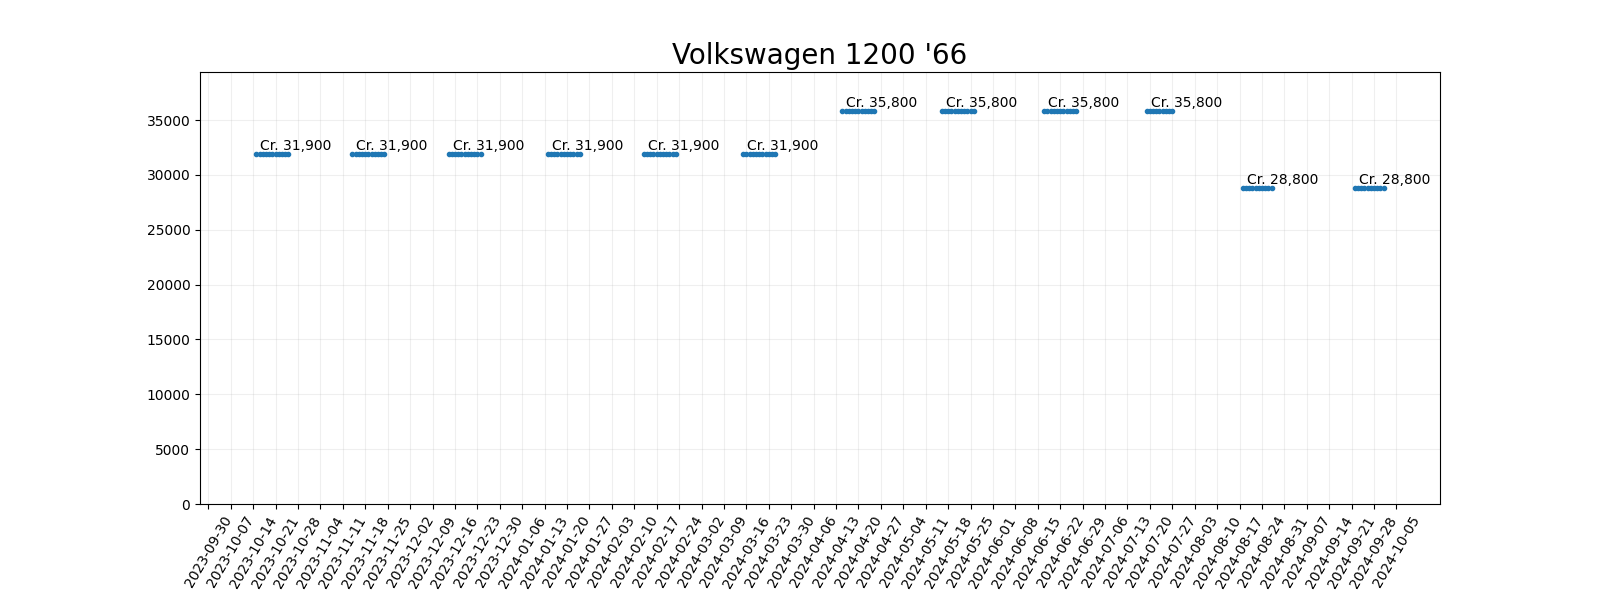 Volkswagen 1200 '66
Cr. 35,800 Cr. 35,800 Cr. 35,800 Cr. 35,800
35000
Cr. 31,900 Cr. 31,900 Cr. 31,900 Cr. 31,900 Cr. 31,900 Cr. 31,900
30000
Cr. 28,800 Cr. 28,800
25000
20000
15000
10000
5000
0
2023-09-30 2023-10-07 2023-10-14 2023-10-21 2023-10-28 2023-11-04 2023-11-11 2023-11-18 2023-11-25 2023-12-02 2023-12-09 2023-12-16 2023-12-23 2023-12-30 2024-01-06 2024-01-13 2024-01-20 2024-01-27 2024-02-03 2024-02-10 2024-02-17 2024-02-24 2024-03-02 2024-03-09 2024-03-16 2024-03-23 2024-03-30 2024-04-06 2024-04-13 2024-04-20 2024-04-27 2024-05-04 2024-05-11 2024-05-18 2024-05-25 2024-06-01 2024-06-08 2024-06-15 2024-06-22 2024-06-29 2024-07-06 2024-07-13 2024-07-20 2024-07-27 2024-08-03 2024-08-10 2024-08-17 2024-08-24 2024-08-31 2024-09-07 2024-09-14 2024-09-21 2024-09-28 2024-10-05